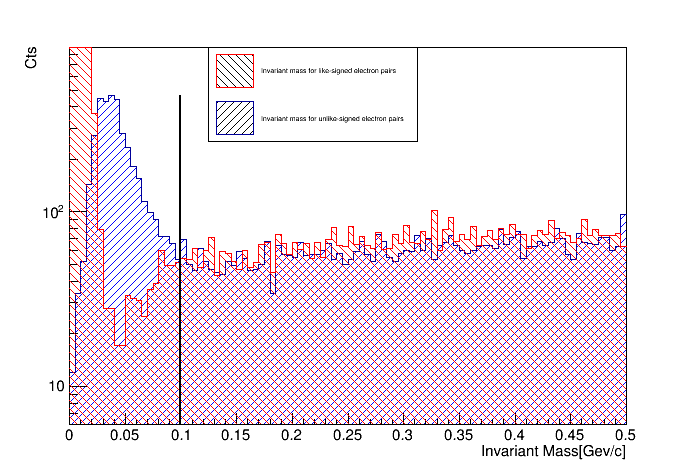 Cts
Invariant mass for like-signed electron pairs
Invariant mass for unlike-signed electron pairs
10²
10
0 0.05 0.1 0.15 0.2 0.25 0.3 0.35 0.4 0.45 0.5
Invariant Mass[Gev/c]